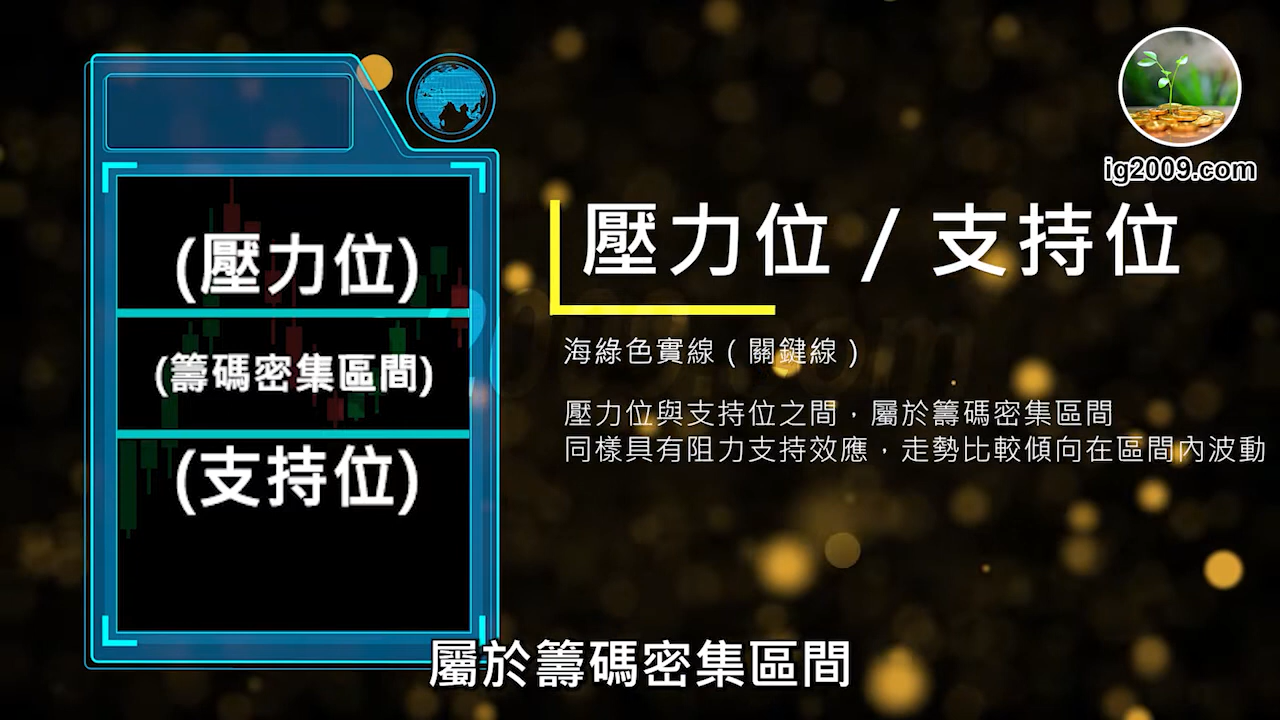 ig2009.com
壓力位 / 支持位
(壓力位)
(籌碼密集區間)
(支持位)
海綠色實線 ( 關鍵線 )
壓力位與支持位之間，屬於籌碼密集區間
同樣具有阻力支持效應，走勢比較傾向在區間內波動
屬於籌碼密集區間